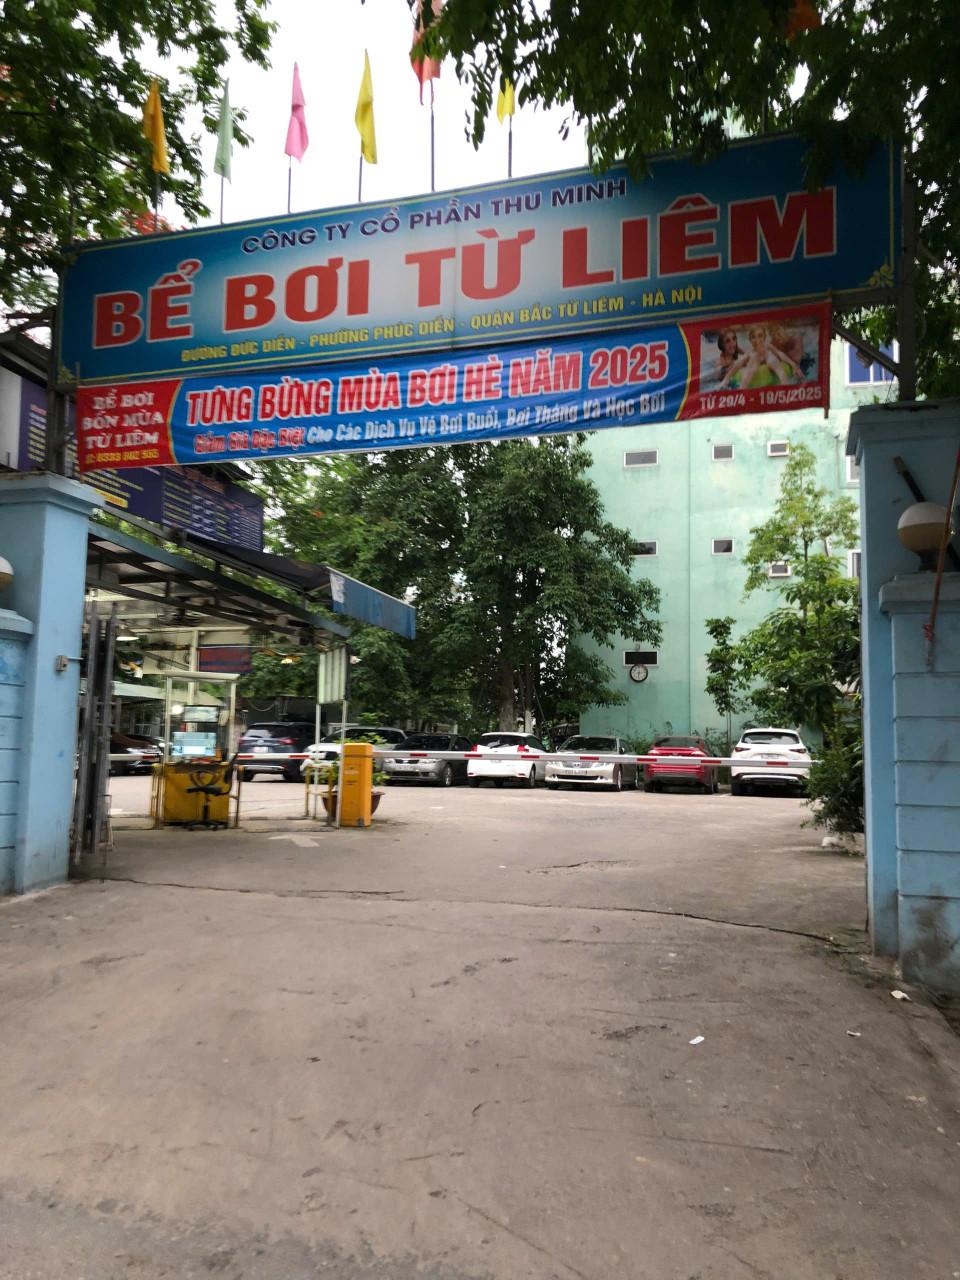 CÔNG TY CỔ PHẦN THU MINH
BỂ BƠI TỪ LIÊM
ĐƯỜNG ĐỨC DIỄN - PHƯỜNG PHÚC DIỄN - QUẬN BẮC TỪ LIÊM - HÀ NỘI
BỂ BƠI
BỐN MÙA
TỪ LIÊM
TƯNG BỪNG MÙA BƠI HÈ NĂM 2025
Giảm Giá Đặc Biệt Cho Các Dịch Vụ Vé Bơi Buổi, Bơi Tháng Và Học Bơi
TỪ 29/4 - 19/5/2025